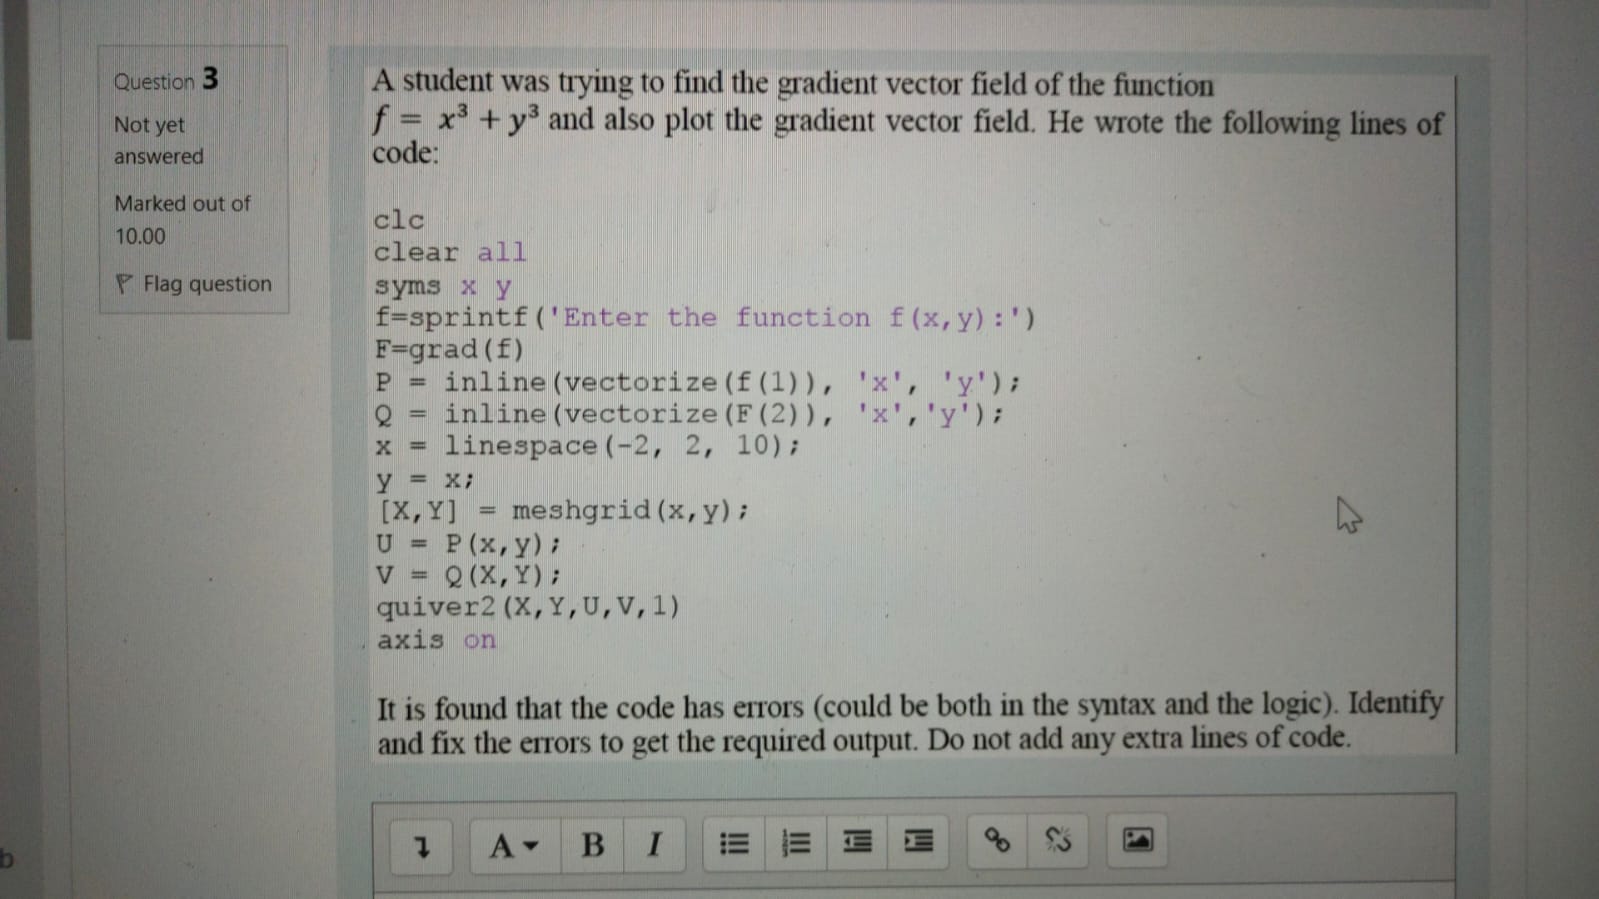 Question 3
Not yet
answered
Marked out of
10.00
Flag question
A student was trying to find the gradient vector field of the function
f = x³ + y³ and also plot the gradient vector field. He wrote the following lines of
code:
clc
clear all
syms x y
f=sprintf('Enter the function f(x,y):')
F=grad(f)
P = inline(vectorize(f(1)), 'x', 'y');
Q = inline(vectorize(F(2)), 'x','y');
x = linespace(-2, 2, 10);
y = x;
[X,Y] = meshgrid(x,y);
U = P(x,y);
V = Q(X,Y);
quiver2(X,Y,U,V,1)
axis on
It is found that the code has errors (could be both in the syntax and the logic). Identify
and fix the errors to get the required output. Do not add any extra lines of code.
A B I
b